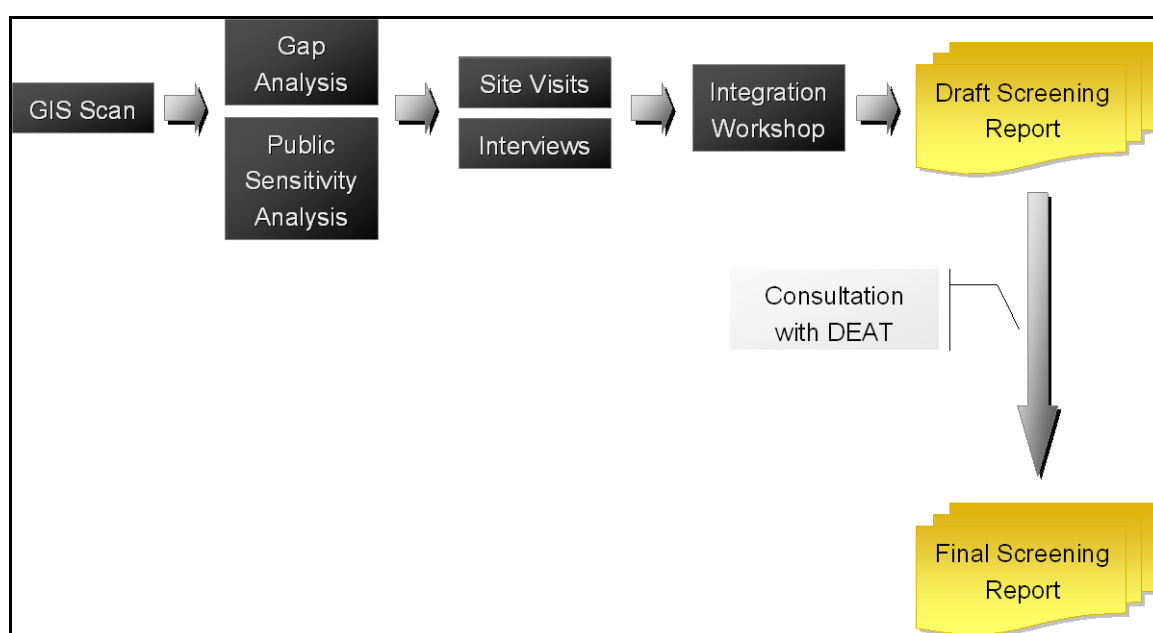 GIS Scan
Gap
Analysis
Public
Sensitivity
Analysis
Site Visits
Interviews
Integration
Workshop
Draft Screening
Report
Consultation
with DEAT
Final Screening
Report